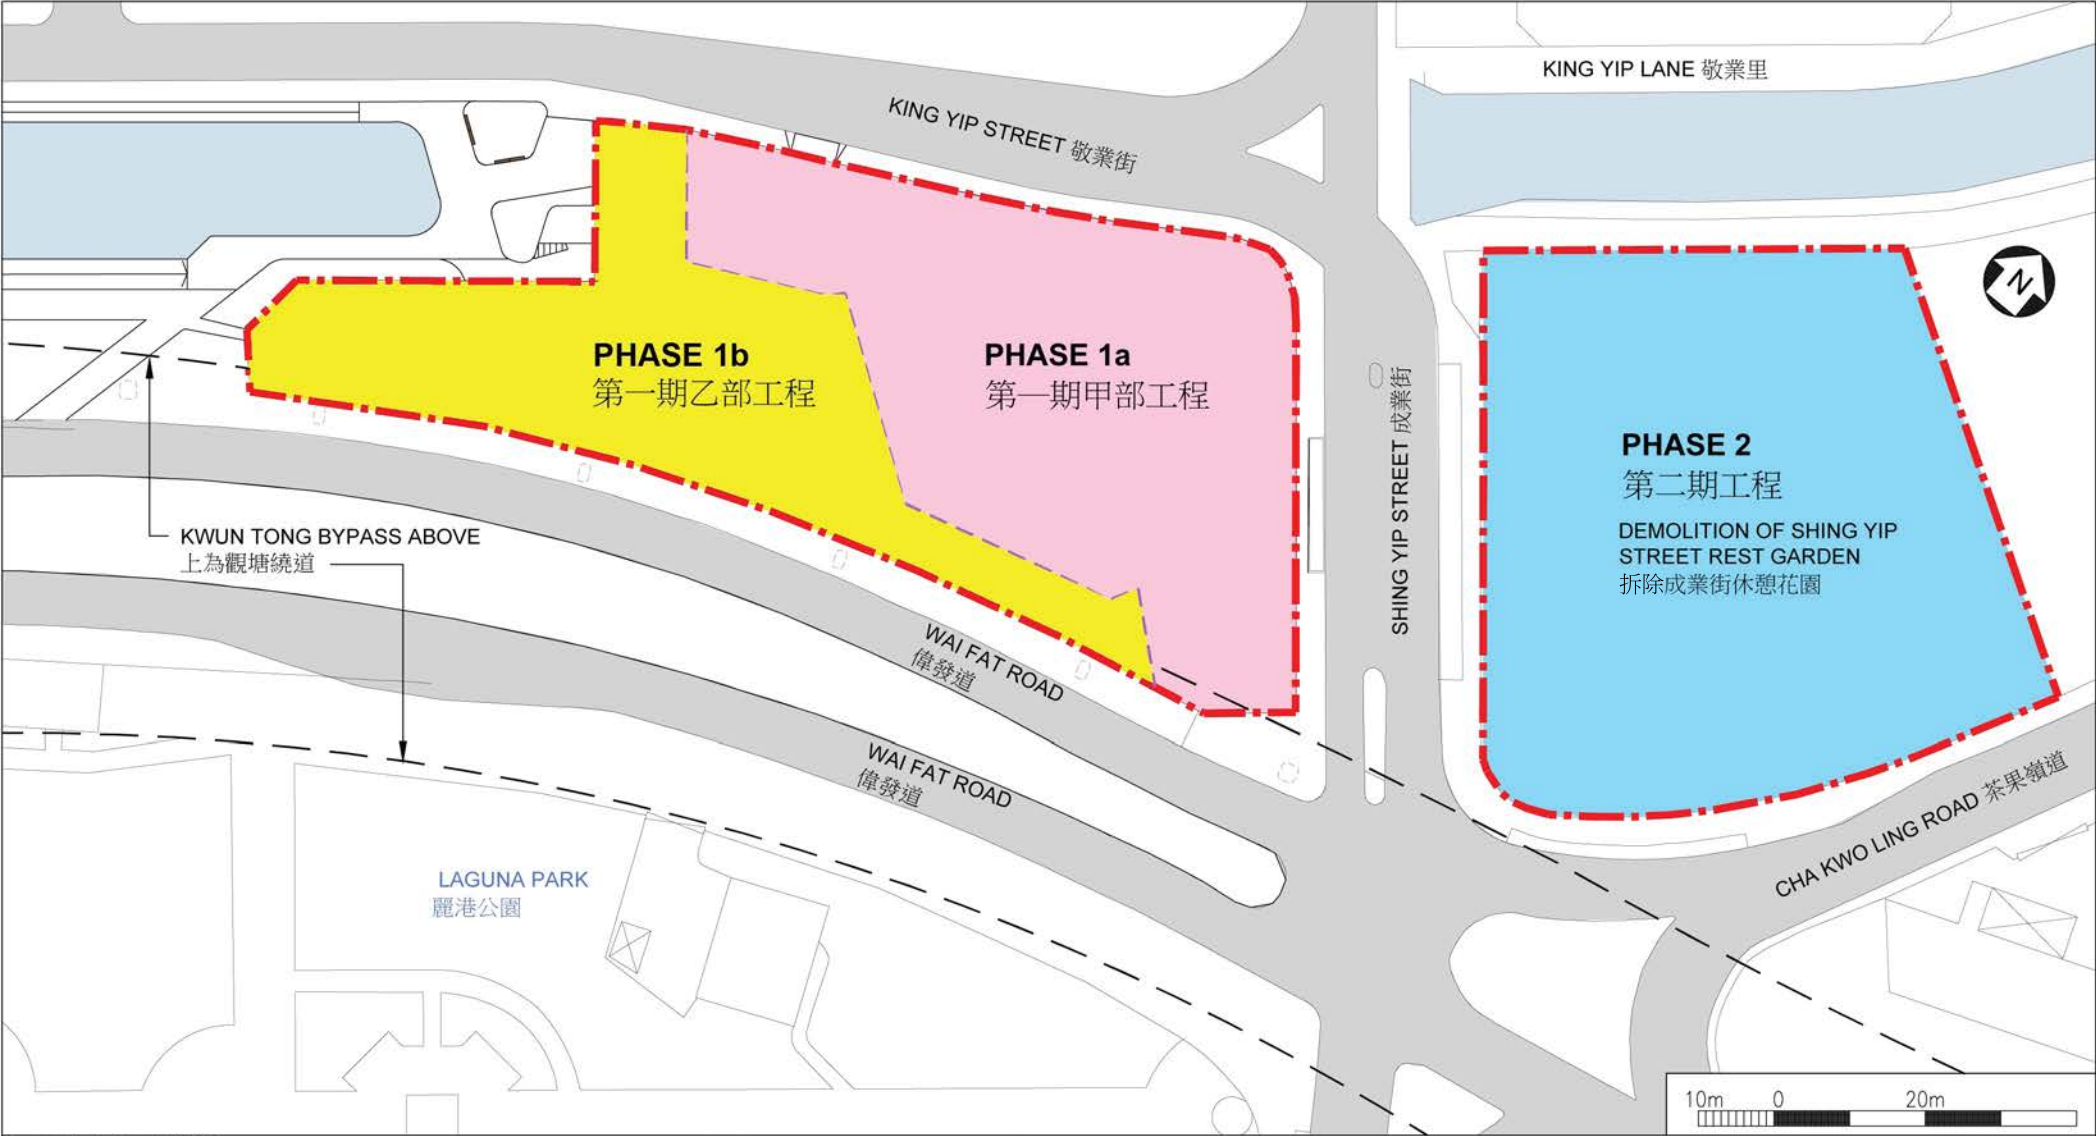 KING YIP LANE 敬業里
KING YIP STREET 敬業街
N
PHASE 1b
第一期乙部工程
PHASE 1a
第一期甲部工程
SHING YIP STREET 成業街
PHASE 2
第二期工程
DEMOLITION OF SHING YIP
STREET REST GARDEN
拆除成業街休憩花園
KWUN TONG BYPASS ABOVE
上為觀塘繞道
WAI FAT ROAD
偉發道
WAI FAT ROAD
偉發道
CHA KWO LING ROAD 茶果嶺道
LAGUNA PARK
麗港公園
10m 0 20m